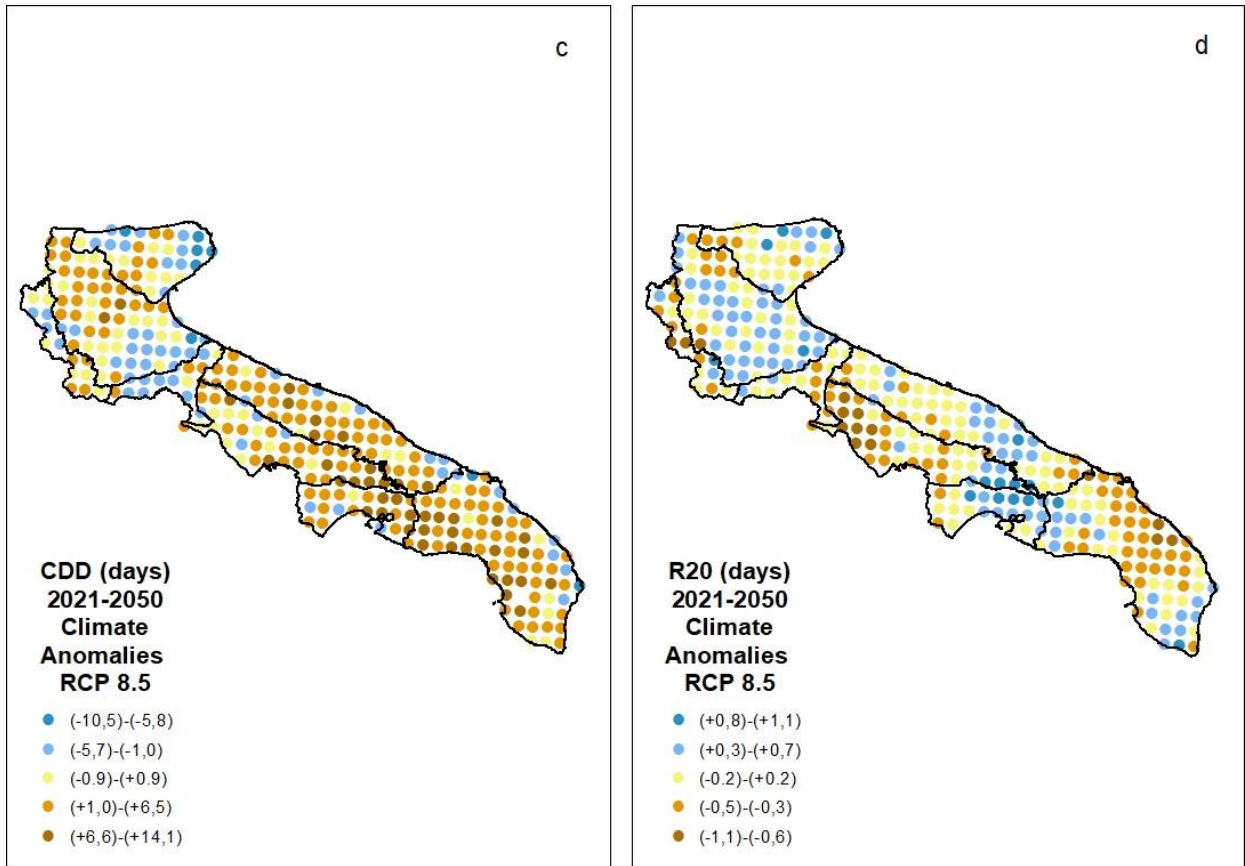 c
CDD (days)
2021-2050
Climate
Anomalies
RCP 8.5
(-10,5)-(-5,8)
(-5,7)-(-1,0)
(-0.9)-(+0.9)
(+1,0)-(+6,5)
(+6,6)-(+14,1)
d
R20 (days)
2021-2050
Climate
Anomalies
RCP 8.5
(+0,8)-(+1,1)
(+0,3)-(+0,7)
(-0.2)-(+0.2)
(-0,5)-(-0,3)
(-1,1)-(-0,6)